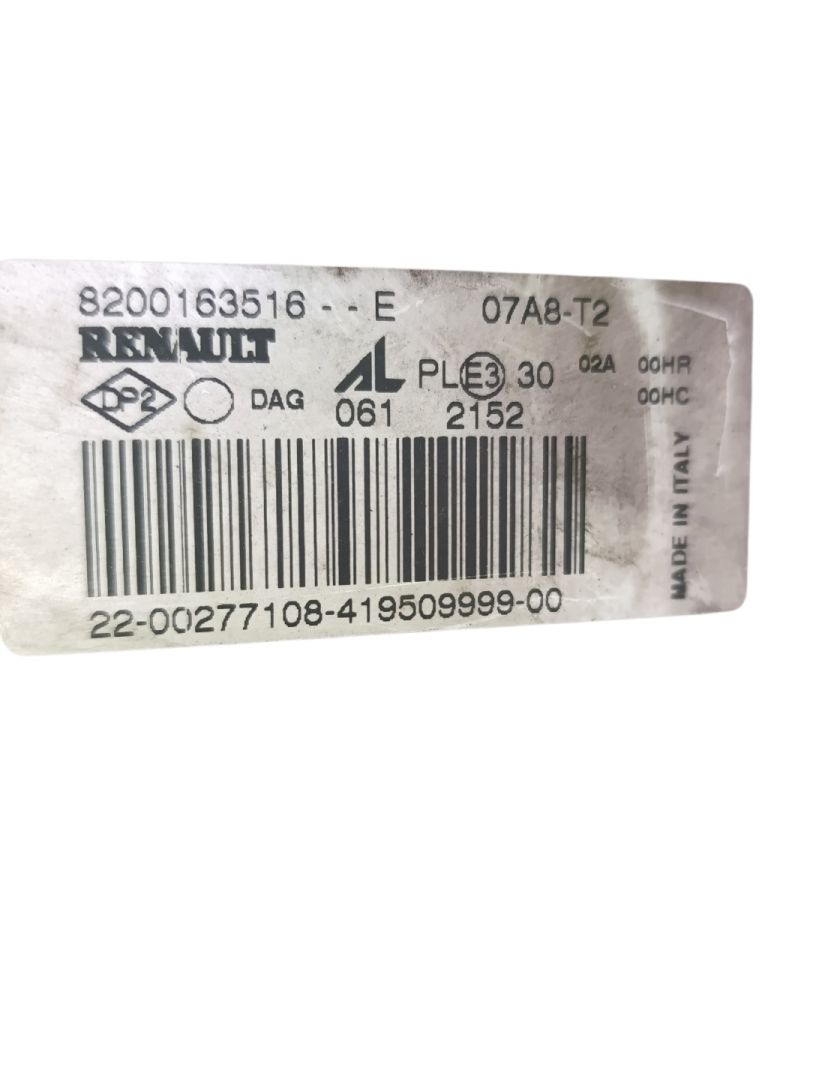 8200163516 - - E 07A8-T2
RENAULT
DP2 DAG AL PL E3 30 02A 00HR
061 2152 00HC
22-00277108-419509999-00
MADE IN ITALY